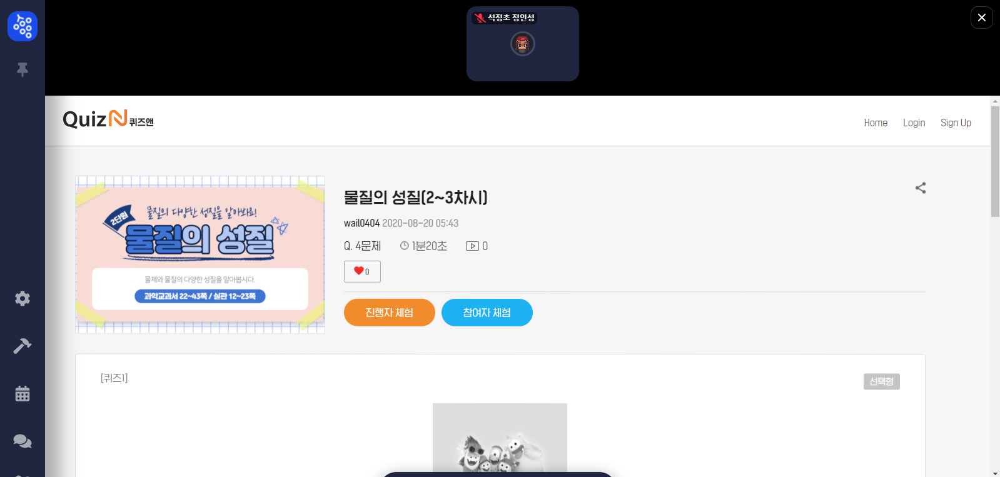 석정초 정인성
QuizN 퀴즈앤
Home Login Sign Up
물질의 다양한 성질을 알아봐요!
2단원
물질의 성질
물체와 물질의 다양한 성질을 알아봅시다.
과학교과서 22~43쪽 / 실관 12~23쪽
물질의 성질(2~3차시)
wail0404 2020-08-20 05:43
Q. 4문제 1분20초 0
0
진행자 체험 참여자 체험
[퀴즈1] 선택형